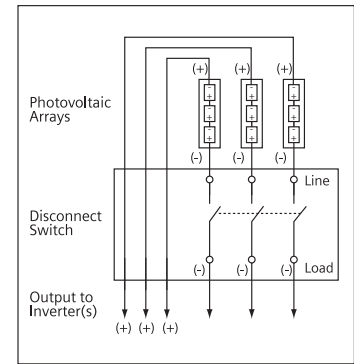 (+) (+) (+)
Photovoltaic
Arrays
(-) (-) (-)
Line
Disconnect
Switch
(-) (-) (-) Load
Output to
Inverter(s)
(+) (+) (+)